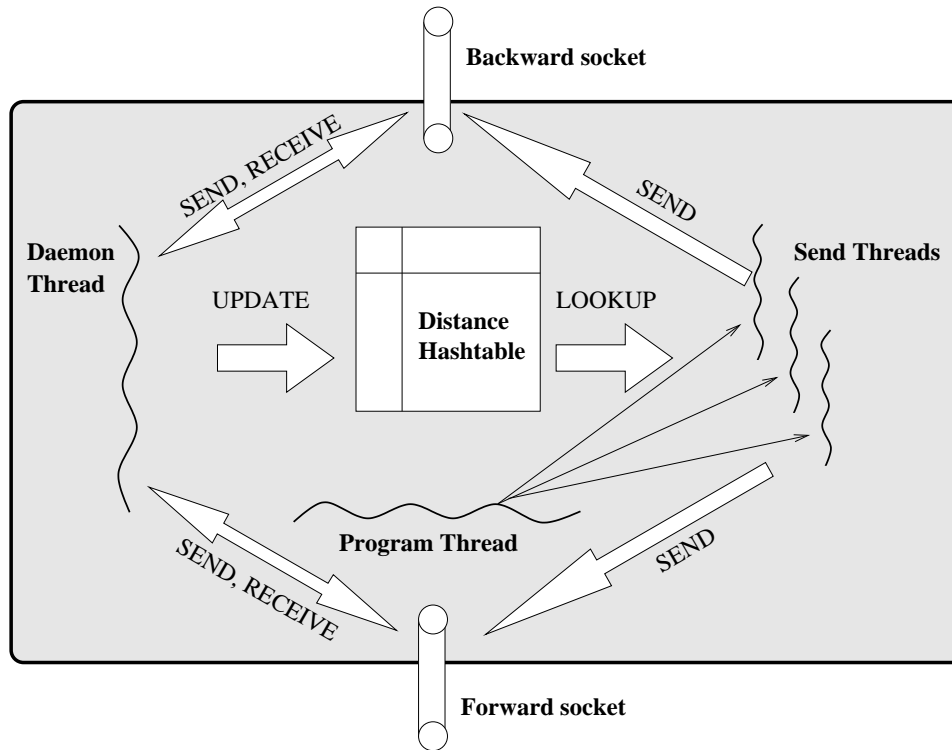 Backward socket
SEND, RECEIVE
SEND
Daemon
Thread
Send Threads
UPDATE
LOOKUP
Distance
Hashtable
Program Thread
SEND, RECEIVE
SEND
Forward socket